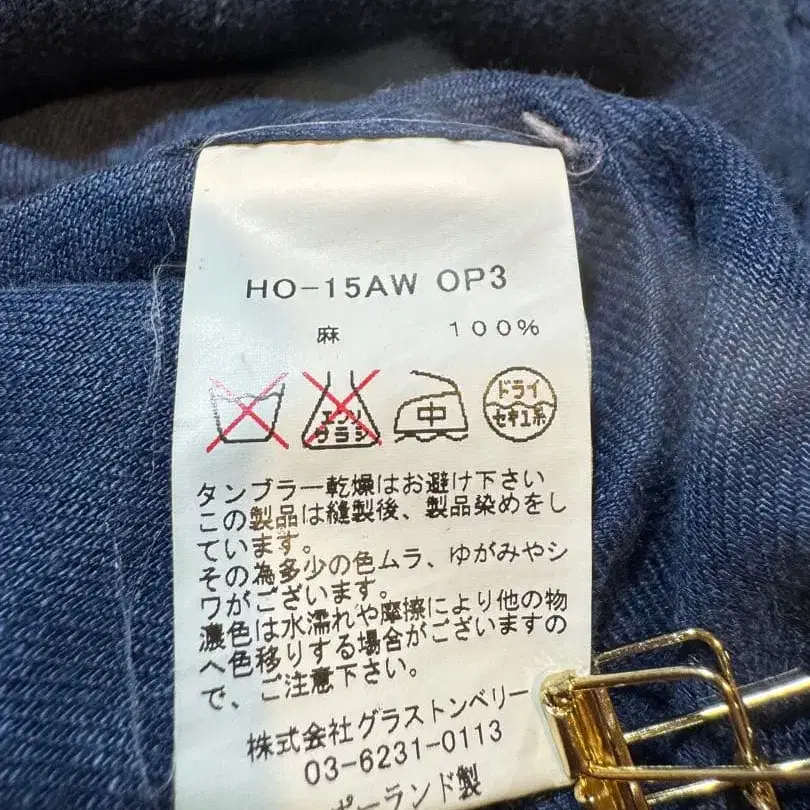 HO-15AW OP3
麻 100%
エンソ サラシ 中 ドライ セキユ系
タンブラー乾燥はお避け下さい
この製品は縫製後、製品染めをし
ています。
その為多少の色ムラ、ゆがみやシ
ワがございます。
濃色は水濡れや摩擦により他の物
へ色移りする場合がございますの
で、ご注意下さい。
株式会社グラストンベリー
03-6231-0113
ポーランド製